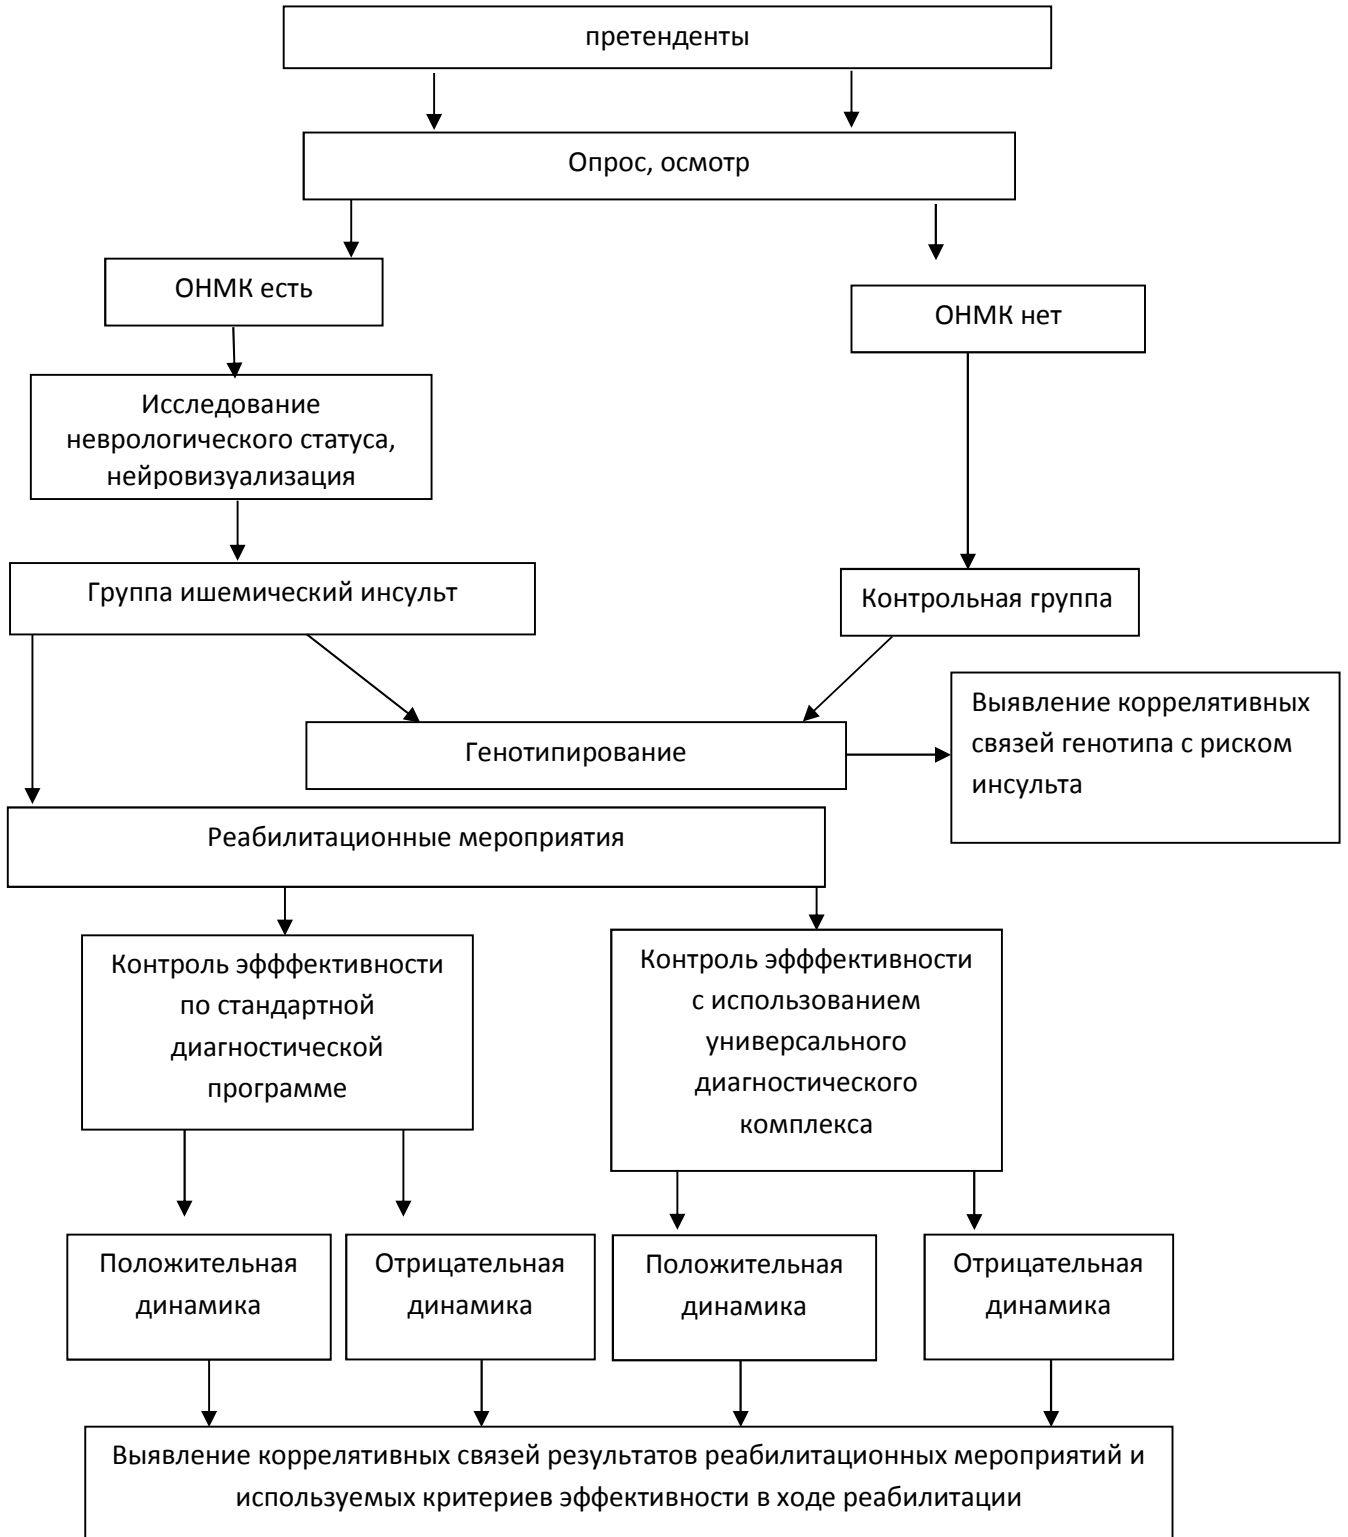 претенденты
Опрос, осмотр
ОНМК есть
ОНМК нет
Исследование
неврологического статуса,
нейровизуализация
Группа ишемический инсульт
Контрольная группа
Выявление коррелятивных
связей генотипа с риском
инсульта
Генотипирование
Реабилитационные мероприятия
Контроль эфффективности
по стандартной
диагностической
программе
Контроль эфффективности
с использованием
универсального
диагностического
комплекса
Положительная
динамика
Отрицательная
динамика
Положительная
динамика
Отрицательная
динамика
Выявление коррелятивных связей результатов реабилитационных мероприятий и
используемых критериев эффективности в ходе реабилитации